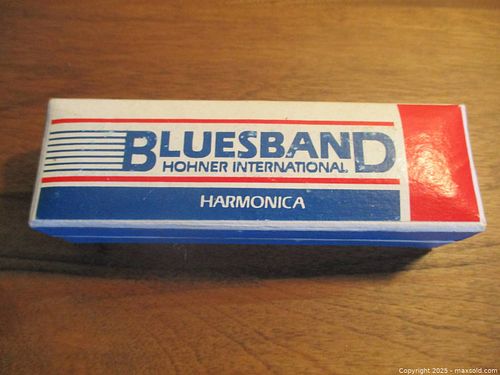 BLUESBAND
HOHNER INTERNATIONAL
HARMONICA
Copyright © 2025 - maxsold.com